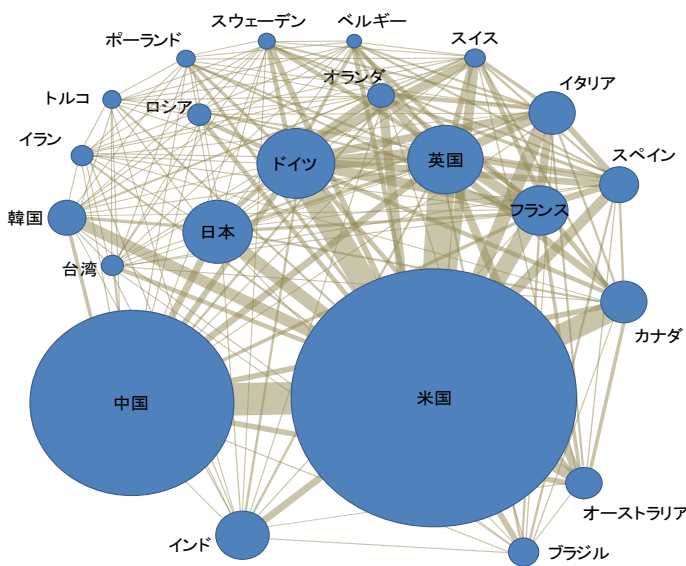 スウェーデン
ベルギー
ポーランド
スイス
オランダ
イタリア
トルコ
ロシア
イラン
ドイツ
英国
スペイン
韓国
日本
フランス
台湾
カナダ
中国
米国
オーストラリア
インド
ブラジル